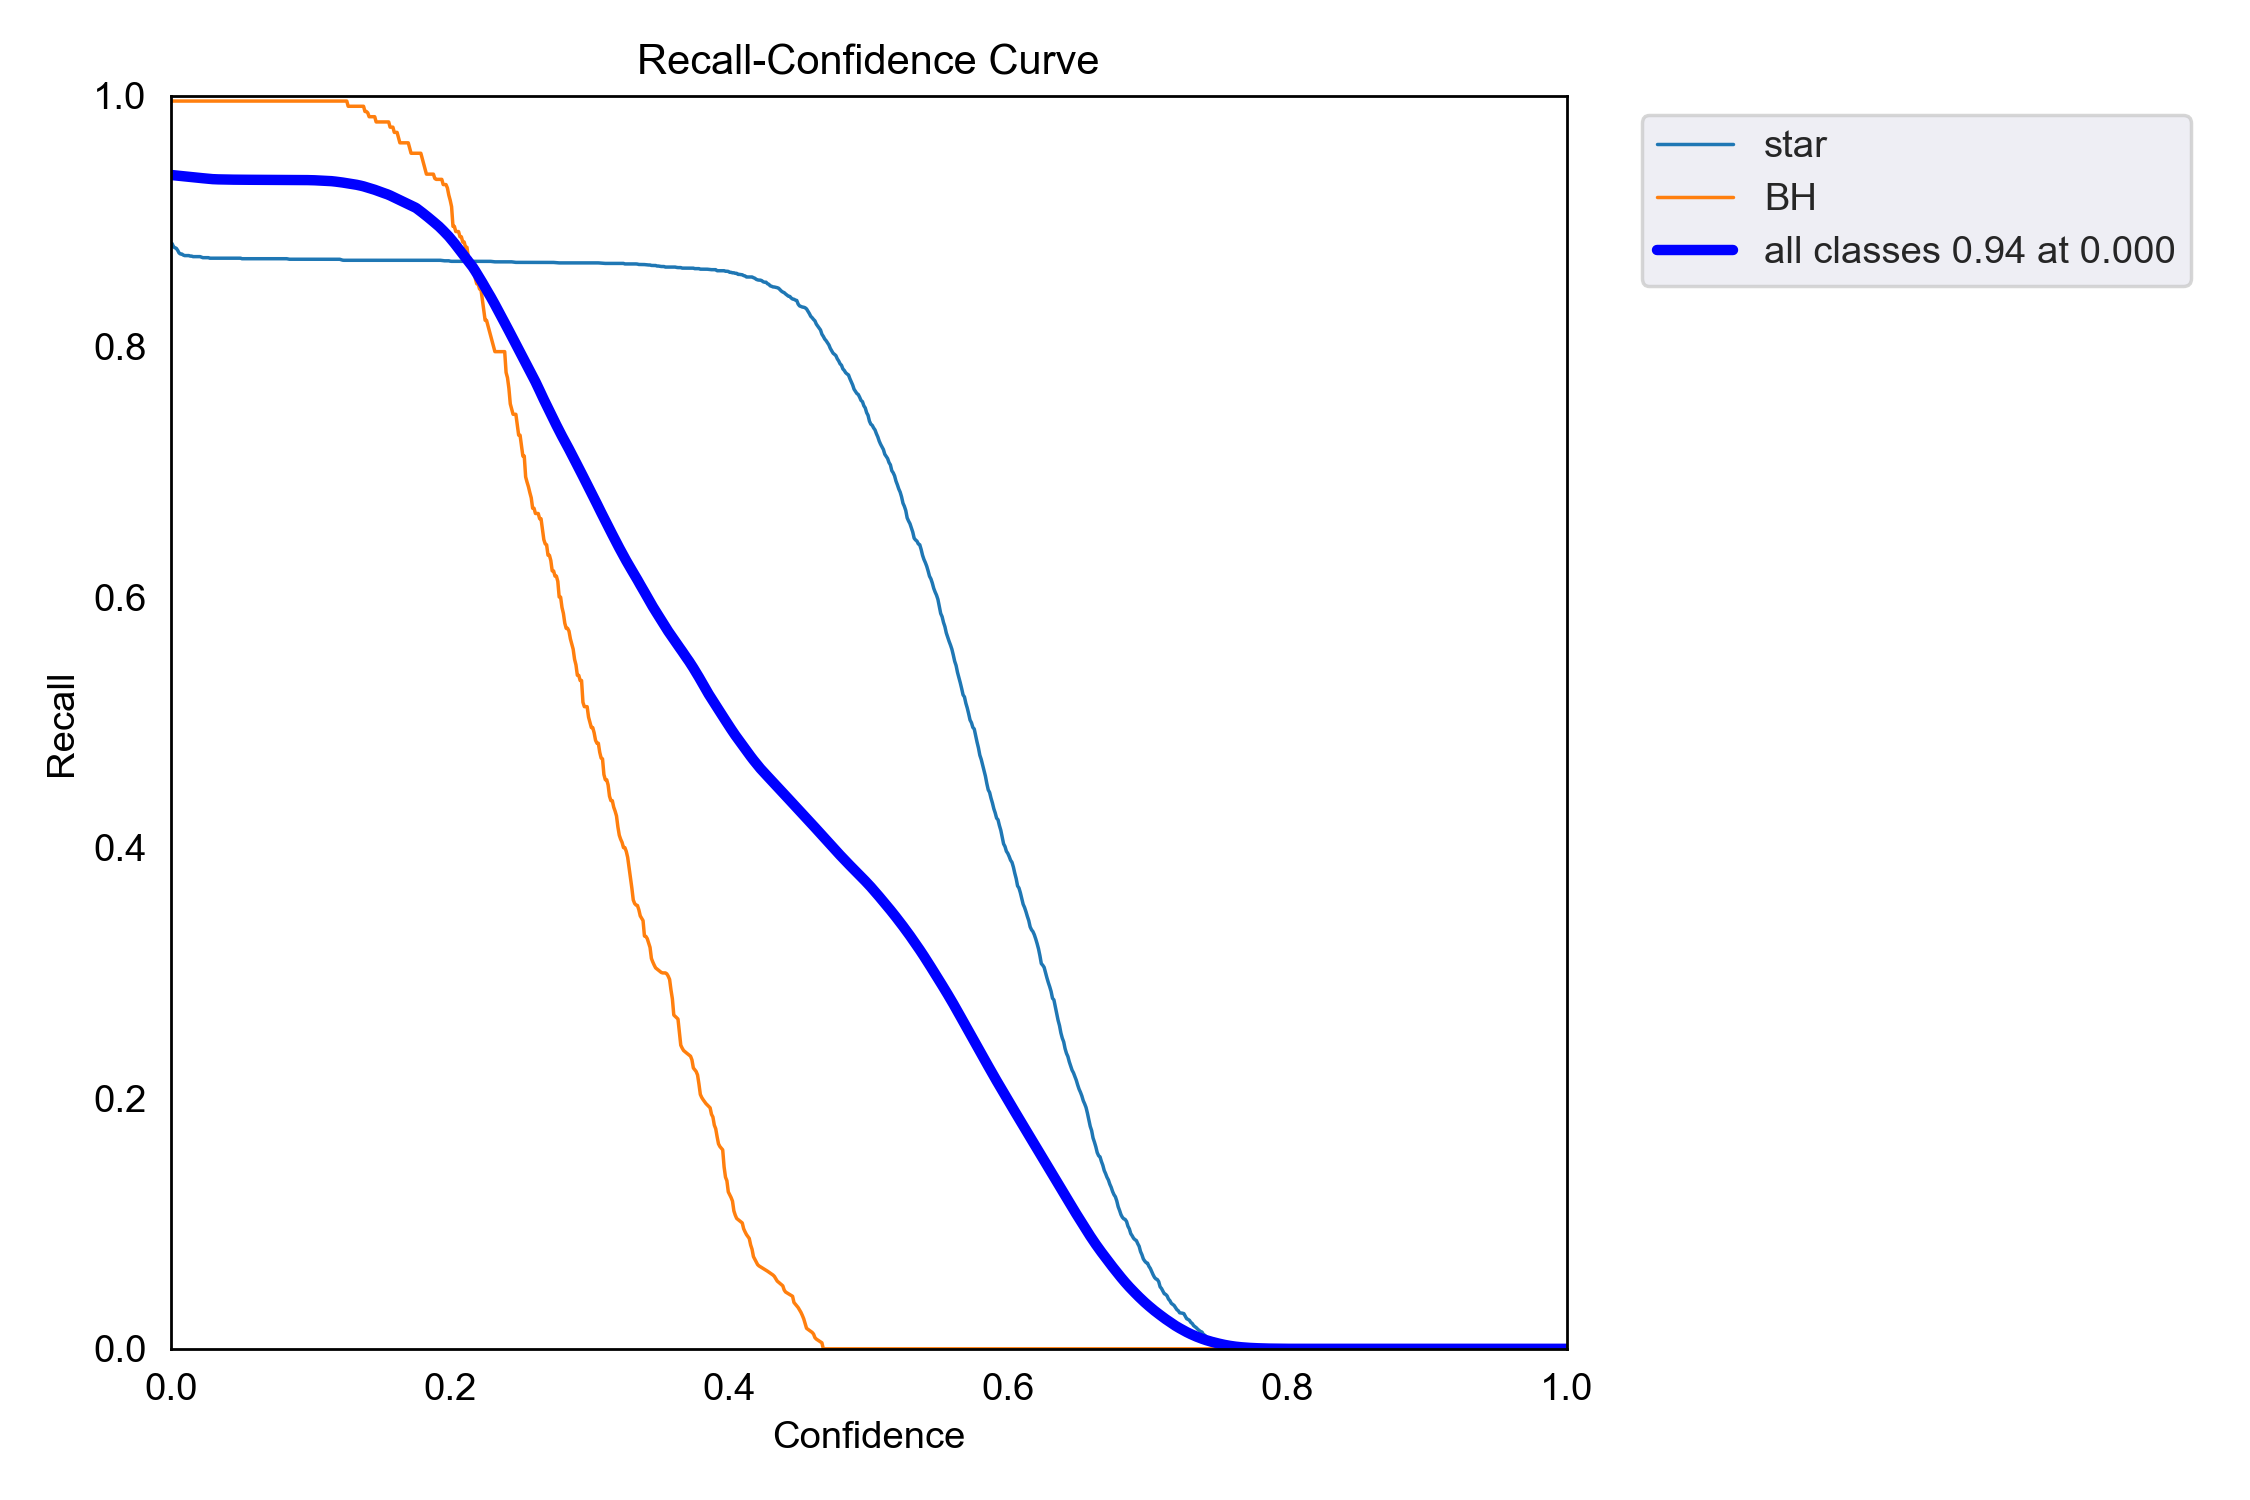 Recall-Confidence Curve
1.0
0.8
0.6
0.4
0.2
0.0
Recall
0.0 0.2 0.4 0.6 0.8 1.0
Confidence
star
BH
all classes 0.94 at 0.000